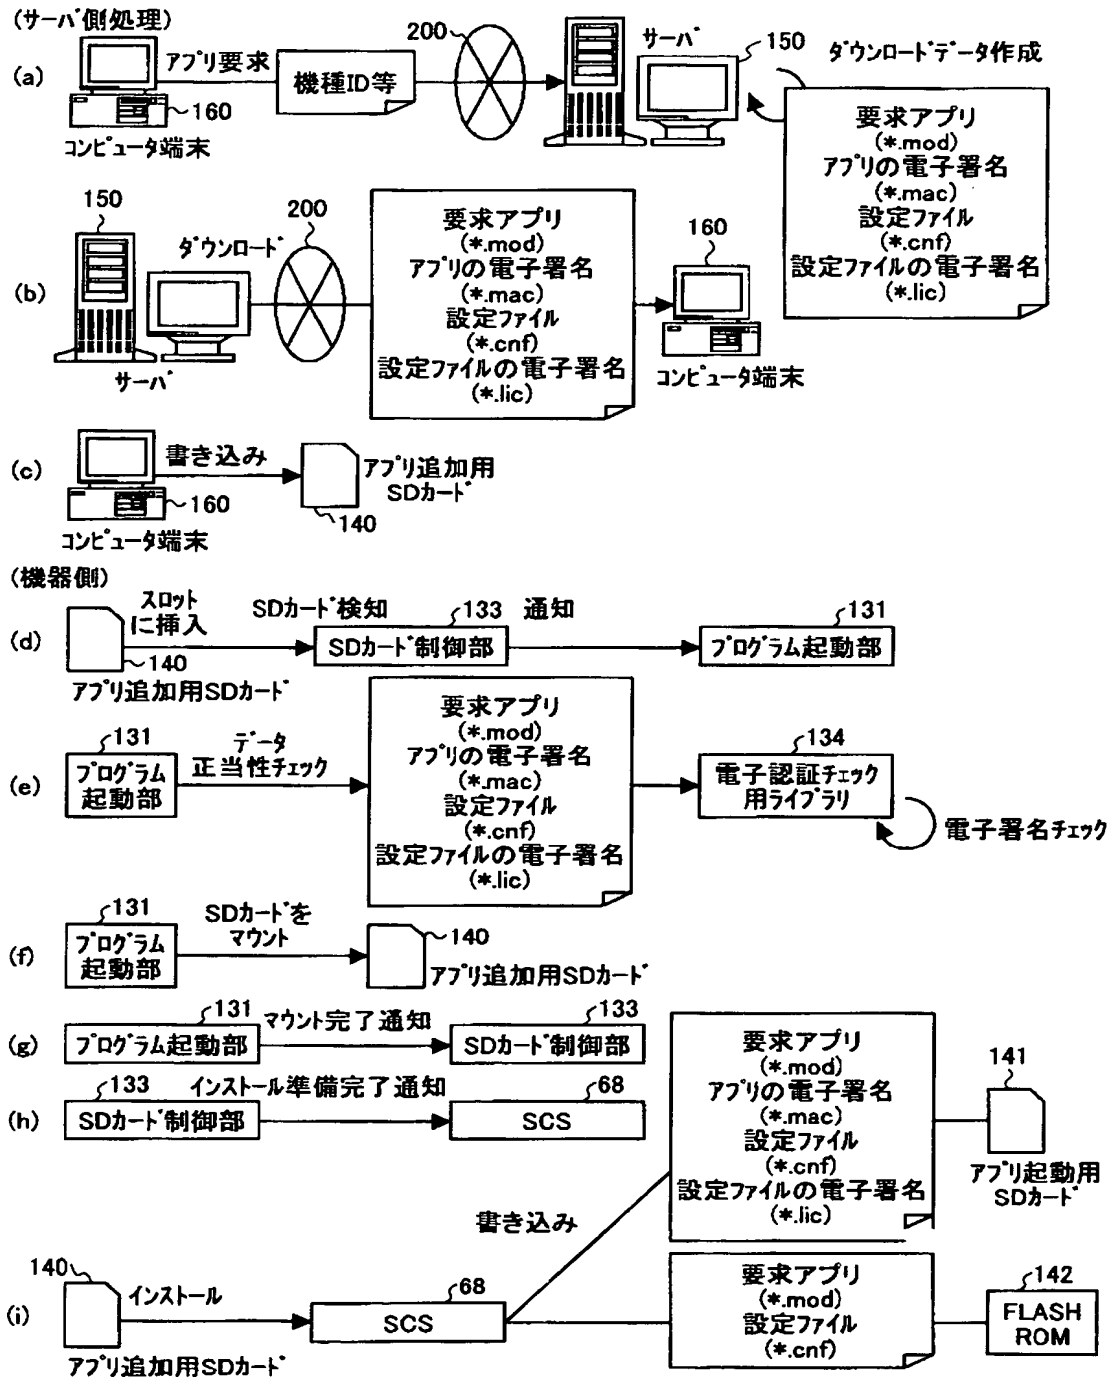 (サーバ側処理)
(a)
アプリ要求
機種ID等
200
サーバ
150
ダウンロードデータ作成
160
コンピュータ端末
要求アプリ
(*.mod)
アプリの電子署名
(*.mac)
設定ファイル
(*.cnf)
設定ファイルの電子署名
(*.lic)
(b)
150
ダウンロード
200
サーバ
要求アプリ
(*.mod)
アプリの電子署名
(*.mac)
設定ファイル
(*.cnf)
設定ファイルの電子署名
(*.lic)
160
コンピュータ端末
(c)
書き込み
160
コンピュータ端末
アプリ追加用
SDカード
140
(機器側)
(d)
スロット
に挿入
140
アプリ追加用SDカード
SDカード検知
133
SDカード制御部
通知
131
プログラム起動部
(e)
131
プログラム
起動部
データ
正当性チェック
要求アプリ
(*.mod)
アプリの電子署名
(*.mac)
設定ファイル
(*.cnf)
設定ファイルの電子署名
(*.lic)
134
電子認証チェック
用ライブラリ
電子署名チェック
(f)
131
プログラム
起動部
SDカードを
マウント
140
アプリ追加用SDカード
(g)
131
プログラム起動部
マウント完了通知
133
SDカード制御部
(h)
133
SDカード制御部
インストール準備完了通知
68
SCS
要求アプリ
(*.mod)
アプリの電子署名
(*.mac)
設定ファイル
(*.cnf)
設定ファイルの電子署名
(*.lic)
141
アプリ起動用
SDカード
書き込み
(i)
140
アプリ追加用SDカード
インストール
68
SCS
要求アプリ
(*.mod)
設定ファイル
(*.cnf)
142
FLASH
ROM